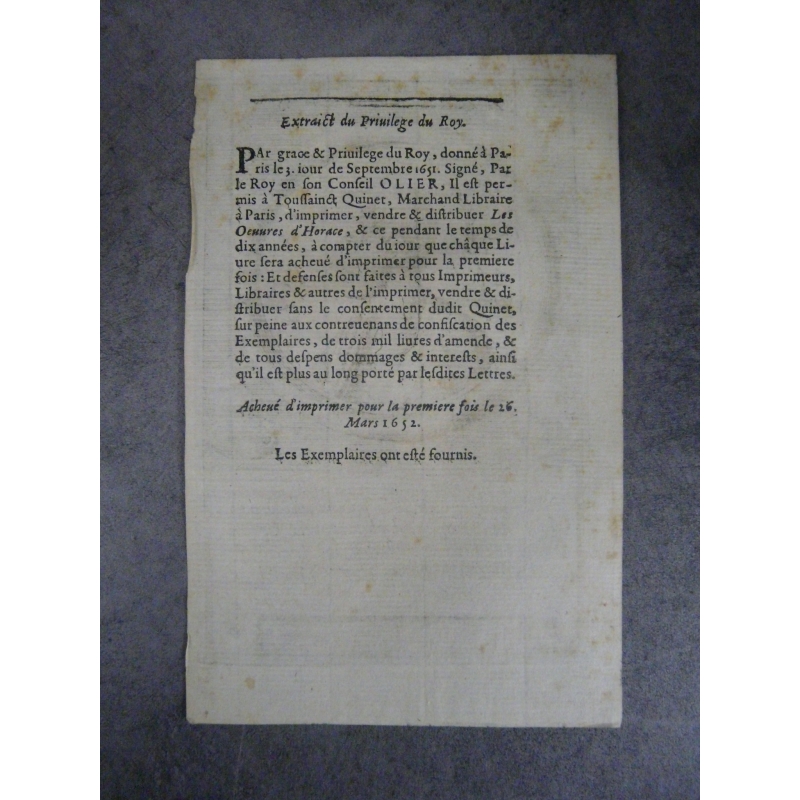 Extraict du Priuilege du Roy.
PAr grace & Priuilege du Roy, donné à Pa-
ris le 3. iour de Septembre 1651. Signé, Par
le Roy en son Conseil OLIER, Il est per-
mis à Toussainct Quinet, Marchand Libraire
à Paris, d'imprimer, vendre & distribuer Les
Oeuures d'Horace, & ce pendant le temps de
dix années, à compter du iour que châque Li-
ure sera acheué d'imprimer pour la premiere
fois : Et defenses sont faites à tous Imprimeurs,
Libraires & autres de l'imprimer, vendre & di-
stribuer sans le consentement dudit Quinet,
sur peine aux contreuenans de confiscation des
Exemplaires, de trois mil liures d'amende, &
de tous despens dommages & interests, ainsi
qu'il est plus au long porté par lesdites Lettres.
Acheué d'imprimer pour la premiere fois le 26.
Mars 1652.
Les Exemplaires ont esté fournis.